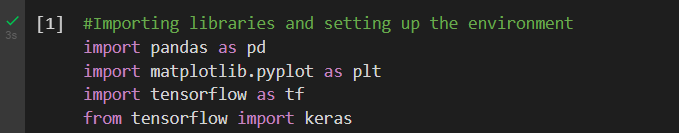 [1] #Importing libraries and setting up the environment
3s import pandas as pd
import matplotlib.pyplot as plt
import tensorflow as tf
from tensorflow import keras